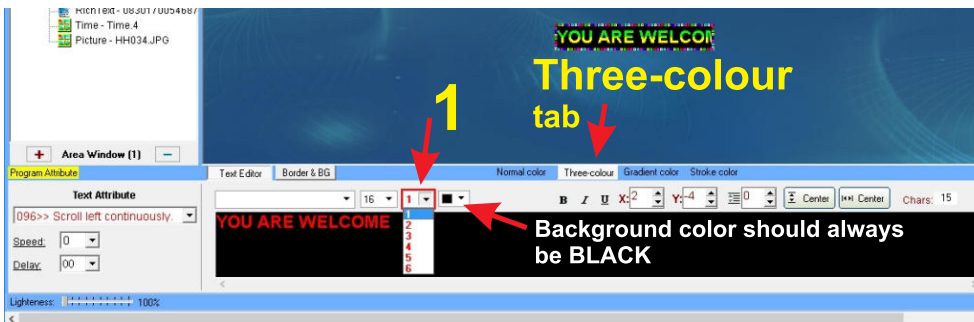 RichText - 0830170054687
Time - Time.4
Picture - HH034.JPG
YOU ARE WELCO
Three-colour
tab
1
+ Area Window (1) −
Program Attribute
Text Editor Border & BG Normal color Three-colour Gradient color Stroke color
Text Attribute
16 1 B I U X: 2 Y: -4 0 Center Center Chars: 15
096>> Scroll left continuously.
YOU ARE WELCOME
1
2
3
4
5
6
Background color should always
be BLACK
Speed: 0
Delay: 00
Lighteness: 100%